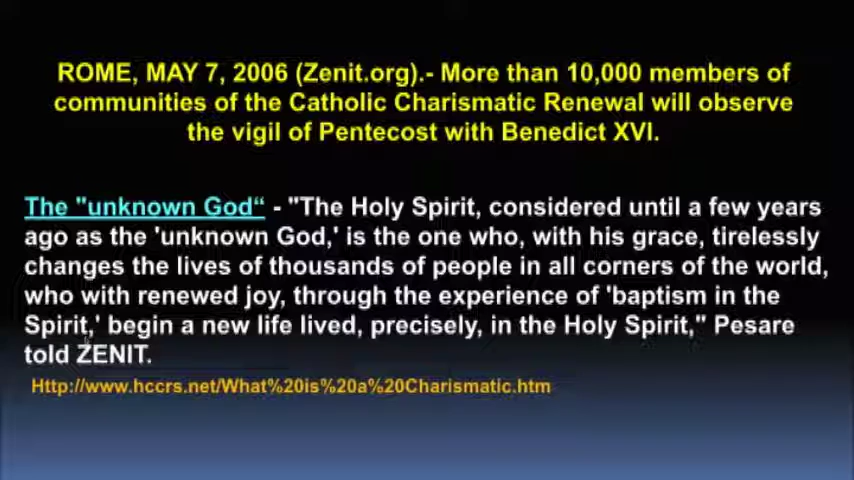 ROME, MAY 7, 2006 (Zenit.org).- More than 10,000 members of
communities of the Catholic Charismatic Renewal will observe
the vigil of Pentecost with Benedict XVI.
The "unknown God“ - "The Holy Spirit, considered until a few years
ago as the 'unknown God,' is the one who, with his grace, tirelessly
changes the lives of thousands of people in all corners of the world,
who with renewed joy, through the experience of 'baptism in the
Spirit,' begin a new life lived, precisely, in the Holy Spirit," Pesare
told ZENIT.
Http://www.hccrs.net/What%20is%20a%20Charismatic.htm